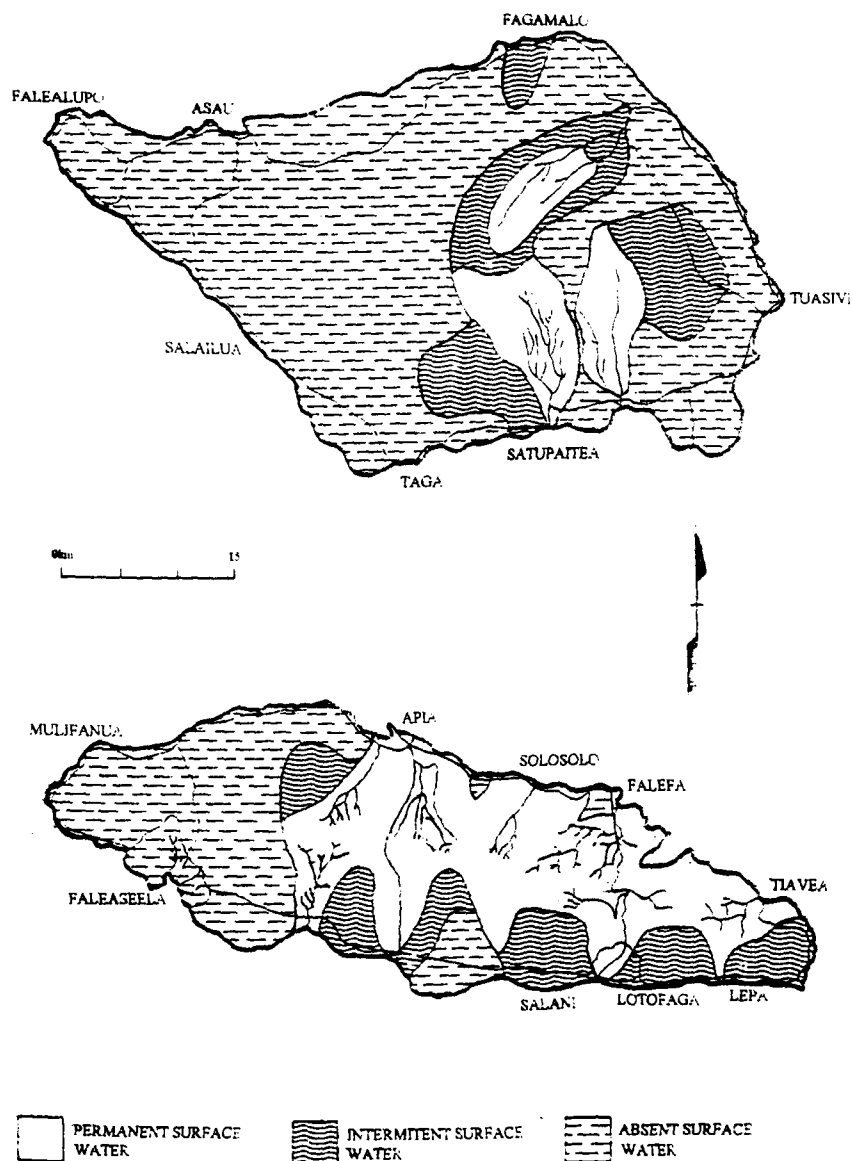 FAGAMALO
FALEALUPO
ASAU
TUASIVI
SALAILUA
SATUPAITEA
TAGA
0km 15
APIA
MULIFANUA
SOLOSOLO
FALEFA
TIAVEA
FALEASEELA
SALANI
LOTOFAGA
LEPA
PERMANENT SURFACE
WATER
INTERMITENT SURFACE
WATER
ABSENT SURFACE
WATER